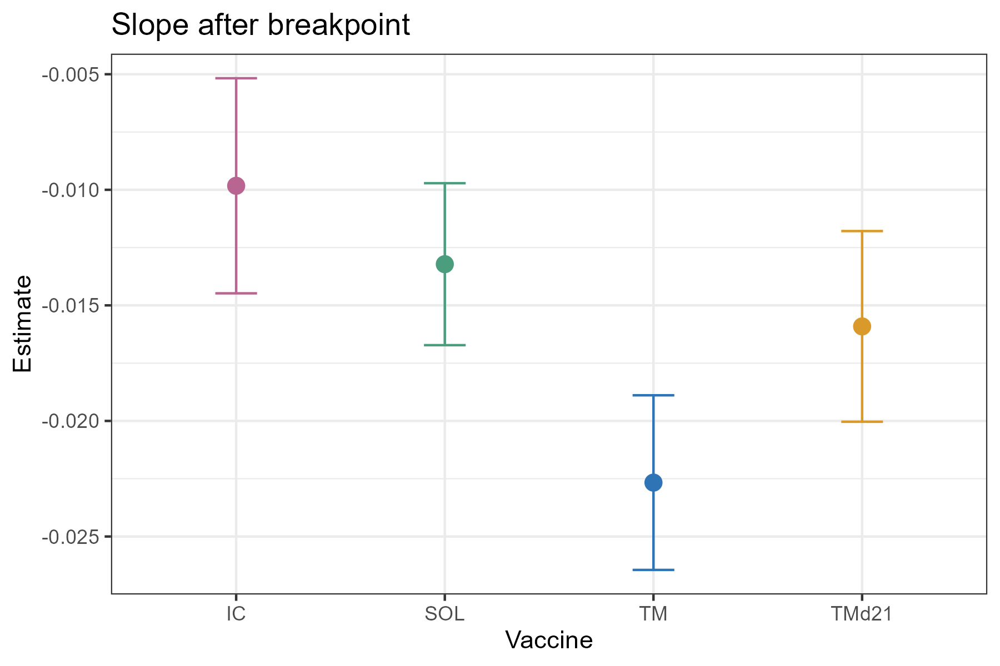 Slope after breakpoint
Estimate
-0.005
-0.010
-0.015
-0.020
-0.025
IC
SOL
TM
TMd21
Vaccine